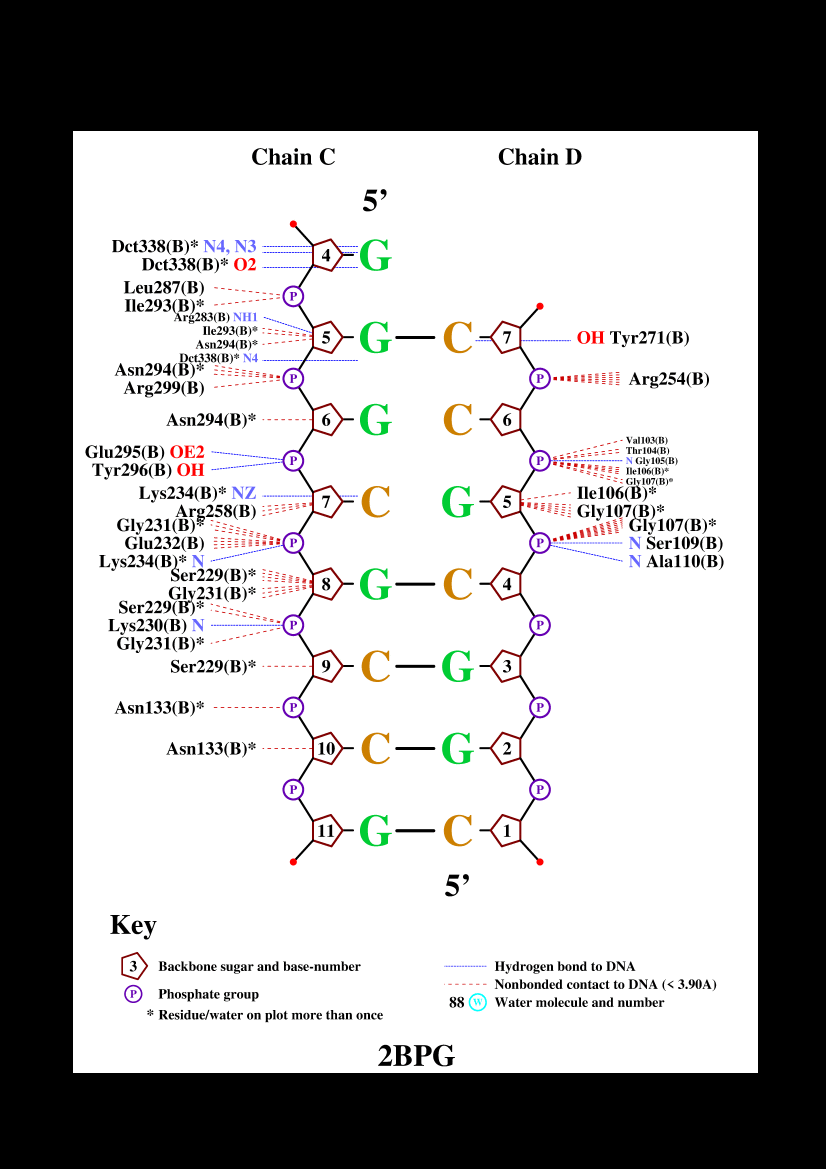 Chain C Chain D
5’
Dct338(B)* N4, N3
4 G
Dct338(B)* O2
Leu287(B)
P
Ile293(B)*
Arg283(B) NH1
Ile293(B)*
5 G C 7 OH Tyr271(B)
Asn294(B)*
Dct338(B)* N4
Asn294(B)*
P P Arg254(B)
Arg299(B)
Asn294(B)* 6 G C 6
Val103(B)
Thr104(B)
Glu295(B) OE2
P P N Gly105(B)
Tyr296(B) OH
Ile106(B)*
Gly107(B)*
Lys234(B)* NZ
7 C G 5 Ile106(B)*
Arg258(B)
Gly107(B)*
Gly231(B)*
Gly107(B)*
Glu232(B) P P N Ser109(B)
Lys234(B)* N
N Ala110(B)
Ser229(B)*
8 G C 4
Gly231(B)*
Ser229(B)*
Lys230(B) N P P
Gly231(B)*
Ser229(B)* 9 C G 3
Asn133(B)* P P
Asn133(B)* 10 C G 2
P P
11 G C 1
5’
Key
3 Backbone sugar and base-number
Hydrogen bond to DNA
Nonbonded contact to DNA (< 3.90A)
P Phosphate group
88 W Water molecule and number
* Residue/water on plot more than once
2BPG